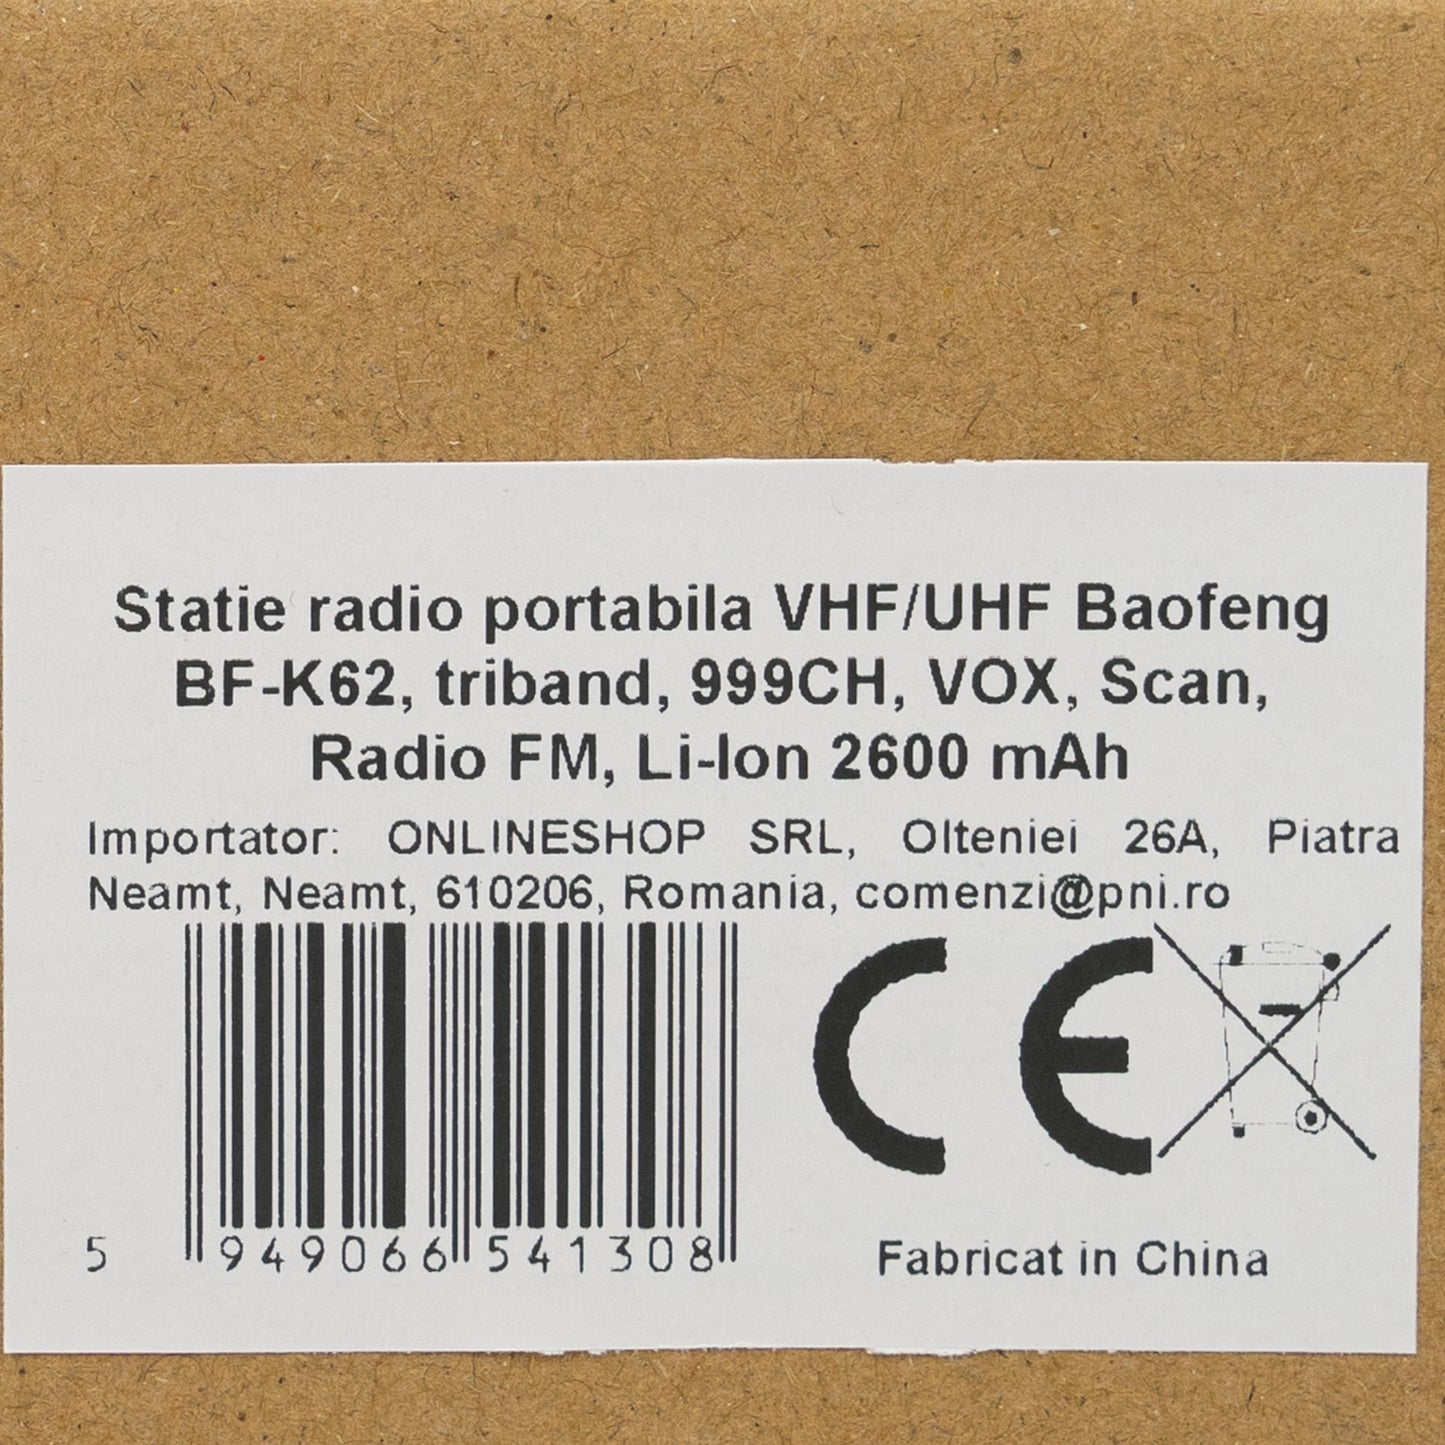 Statie radio portabila VHF/UHF Baofeng
BF-K62, triband, 999CH, VOX, Scan,
Radio FM, Li-Ion 2600 mAh
Importator: ONLINESHOP SRL, Olteniei 26A, Piatra
Neamt, Neamt, 610206, Romania, comenzi@pni.ro
CE
5 949066 541308
Fabricat in China